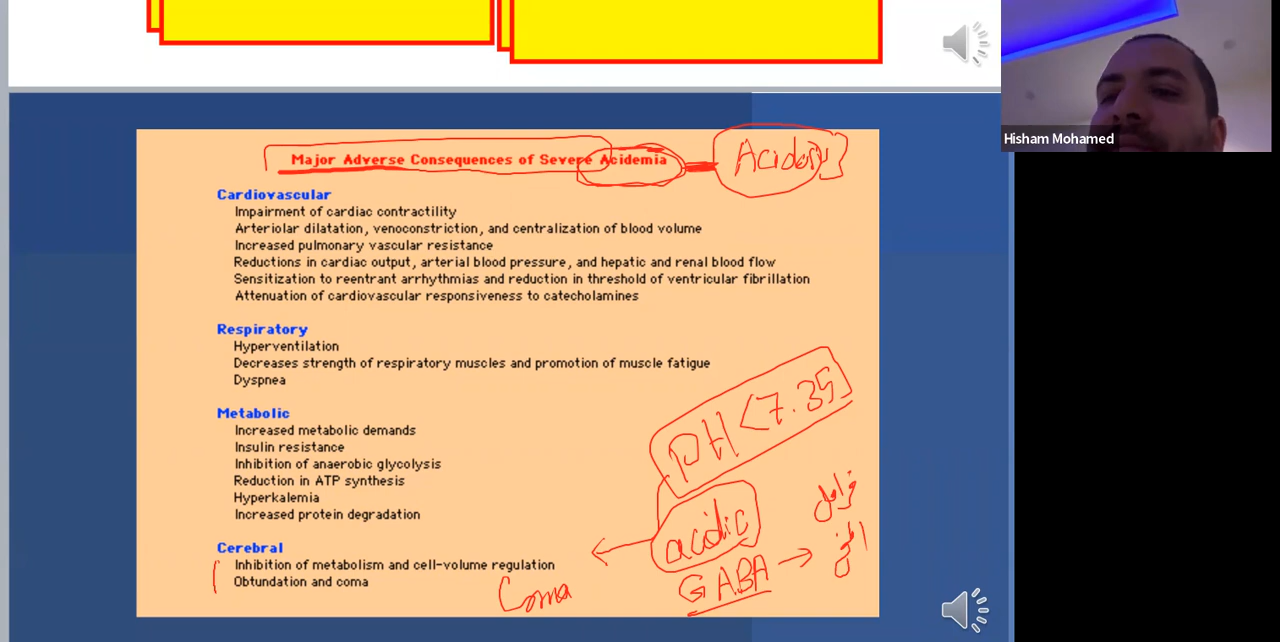 Hisham Mohamed
Major Adverse Consequences of Severe Acidemia
Acidosis
Cardiovascular
Impairment of cardiac contractility
Arteriolar dilatation, venoconstriction, and centralization of blood volume
Increased pulmonary vascular resistance
Reductions in cardiac output, arterial blood pressure, and hepatic and renal blood flow
Sensitization to reentrant arrhythmias and reduction in threshold of ventricular fibrillation
Attenuation of cardiovascular responsiveness to catecholamines
Respiratory
Hyperventilation
Decreases strength of respiratory muscles and promotion of muscle fatigue
Dyspnea
Metabolic
Increased metabolic demands
Insulin resistance
Inhibition of anaerobic glycolysis
Reduction in ATP synthesis
Hyperkalemia
Increased protein degradation
PH < 7.35
acidic
GABA
Cerebral
Inhibition of metabolism and cell-volume regulation
Obtundation and coma
Coma